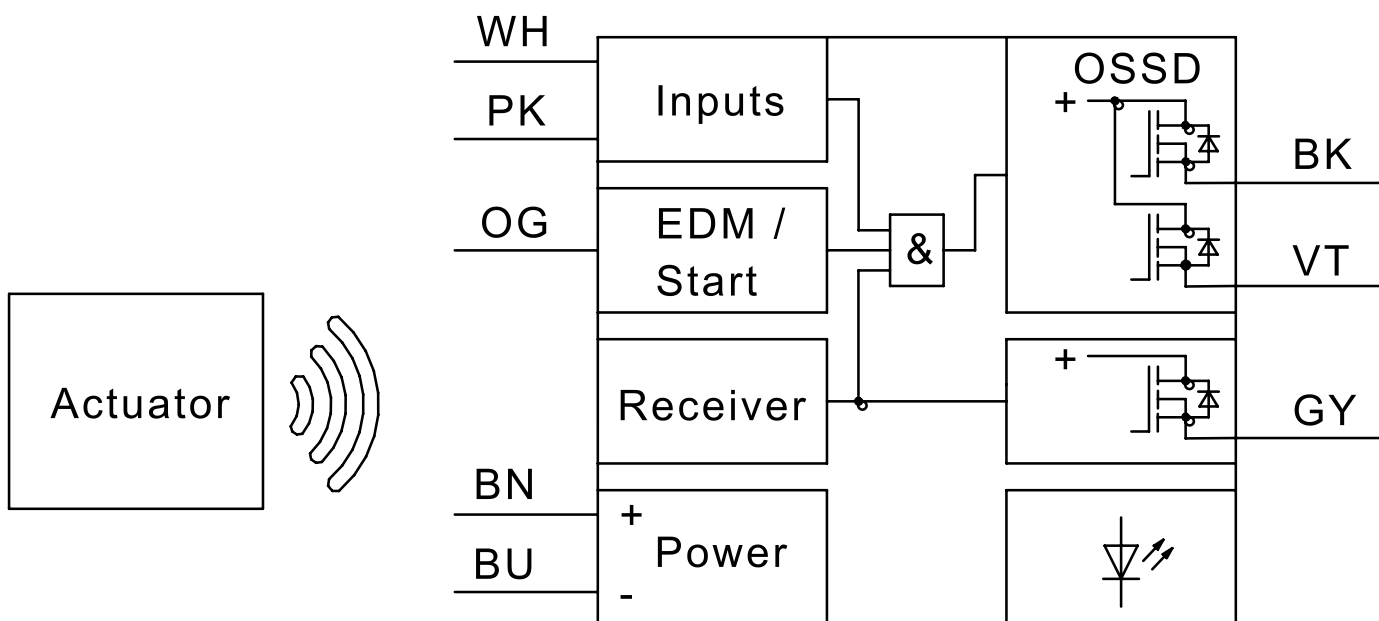 WH
PK
OG
BN
BU
Actuator
Inputs
EDM /
Start
Receiver
+
Power
-
&
OSSD
+
+
BK
VT
GY